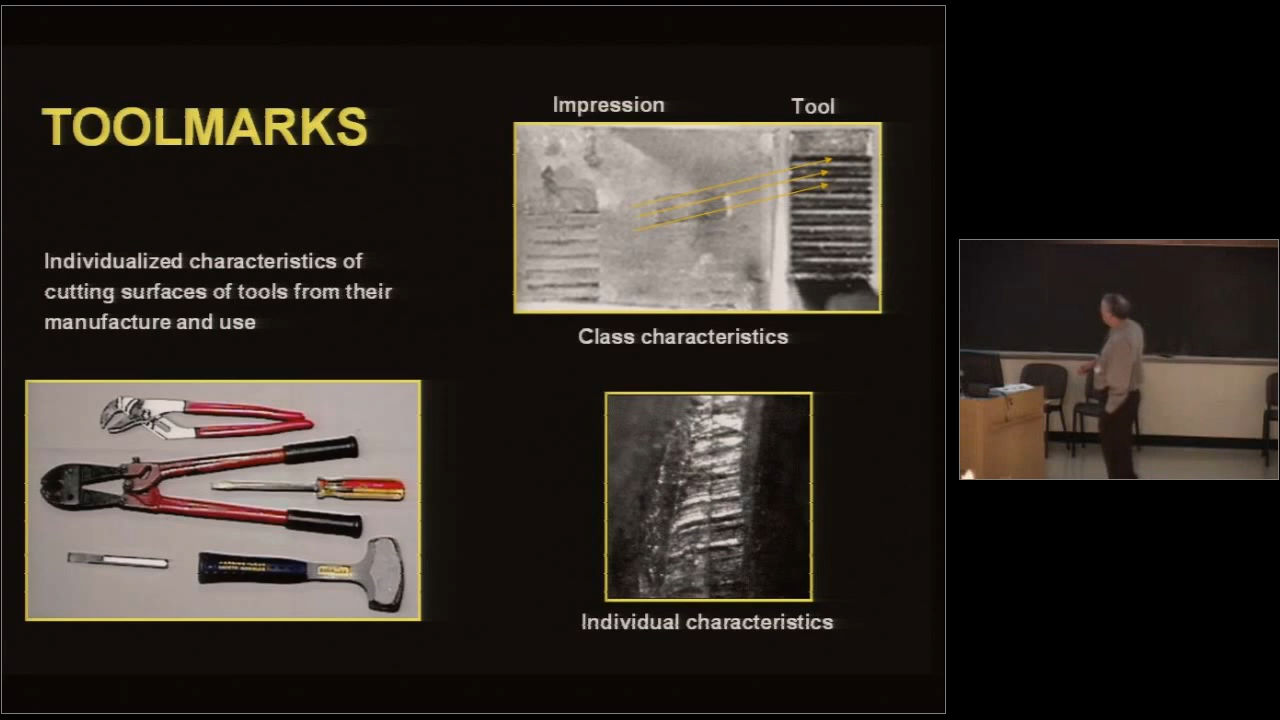 TOOLMARKS
Individualized characteristics of
cutting surfaces of tools from their
manufacture and use
Impression
Tool
Class characteristics
Individual characteristics